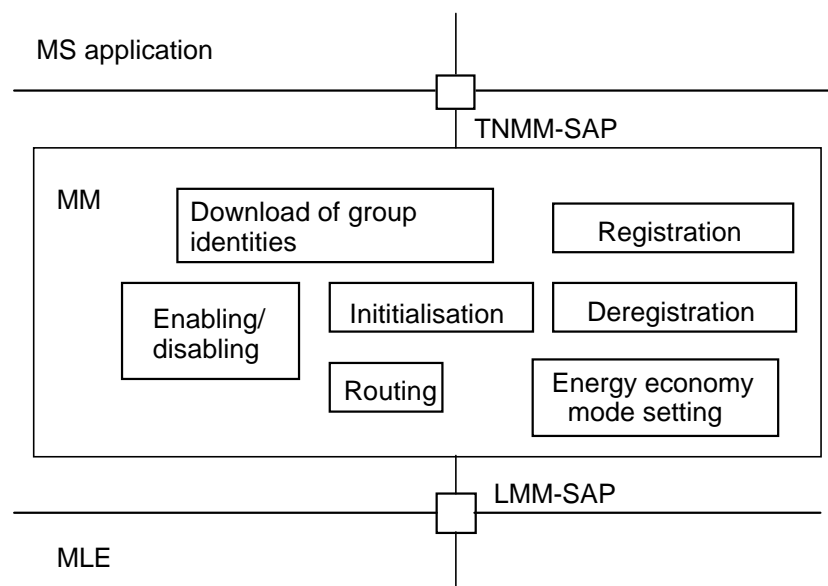 MS application
TNMM-SAP
MM
Download of group
identities
Registration
Enabling/
disabling
Inititialisation
Deregistration
Routing
Energy economy
mode setting
LMM-SAP
MLE